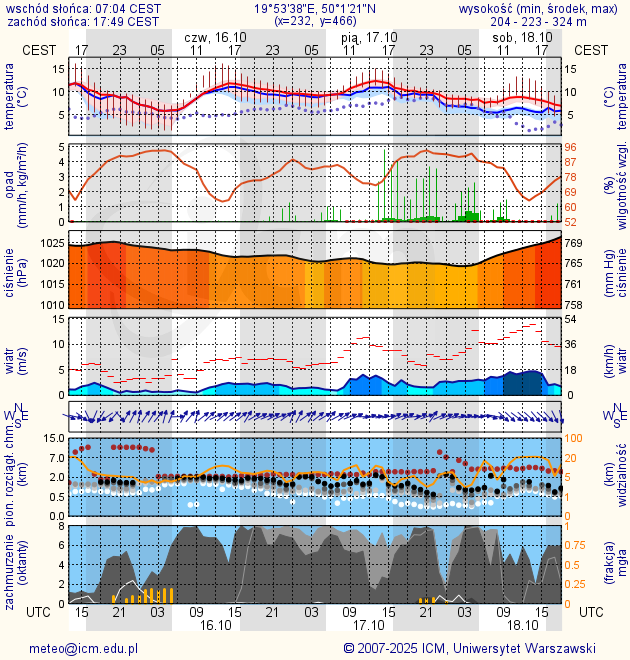 wschód słońca: 07:04 CEST 19°53'38"E, 50°1'21"N wysokość (min, środek, max)
zachód słońca: 17:49 CEST (x=232, y=466) 204 - 223 - 324 m
czw, 16.10 pią, 17.10 sob, 18.10
CEST 17 23 05 11 17 23 05 11 17 23 05 11 17 CEST
temperatura (°C) 15 10 5 15 10 5 (°C) temperatura
opad (mm/h, kg/m²/h) 5 4 3 2 1 0 96 87 78 69 60 52 (%) wilgotność wzgl.
ciśnienie (hPa) 1025 1020 1015 1010 769 765 761 758 (mm Hg) ciśnienie
wiatr (m/s) 15 10 5 0 54 36 18 0 (km/h) wiatr
N W E S N W E S
pion. rozciągł. chm. (km) 15.0 7.0 2.0 0.5 0.0 100 20 5 1 0 (km) widzialność
zachmurzenie (oktanty) 8 6 4 2 0 1 0.75 0.5 0.25 0 (frakcja) mgła
UTC 15 21 03 09 15 21 03 09 15 21 03 09 15 UTC
16.10 17.10 18.10
meteo@icm.edu.pl © 2007-2025 ICM, Uniwersytet Warszawski